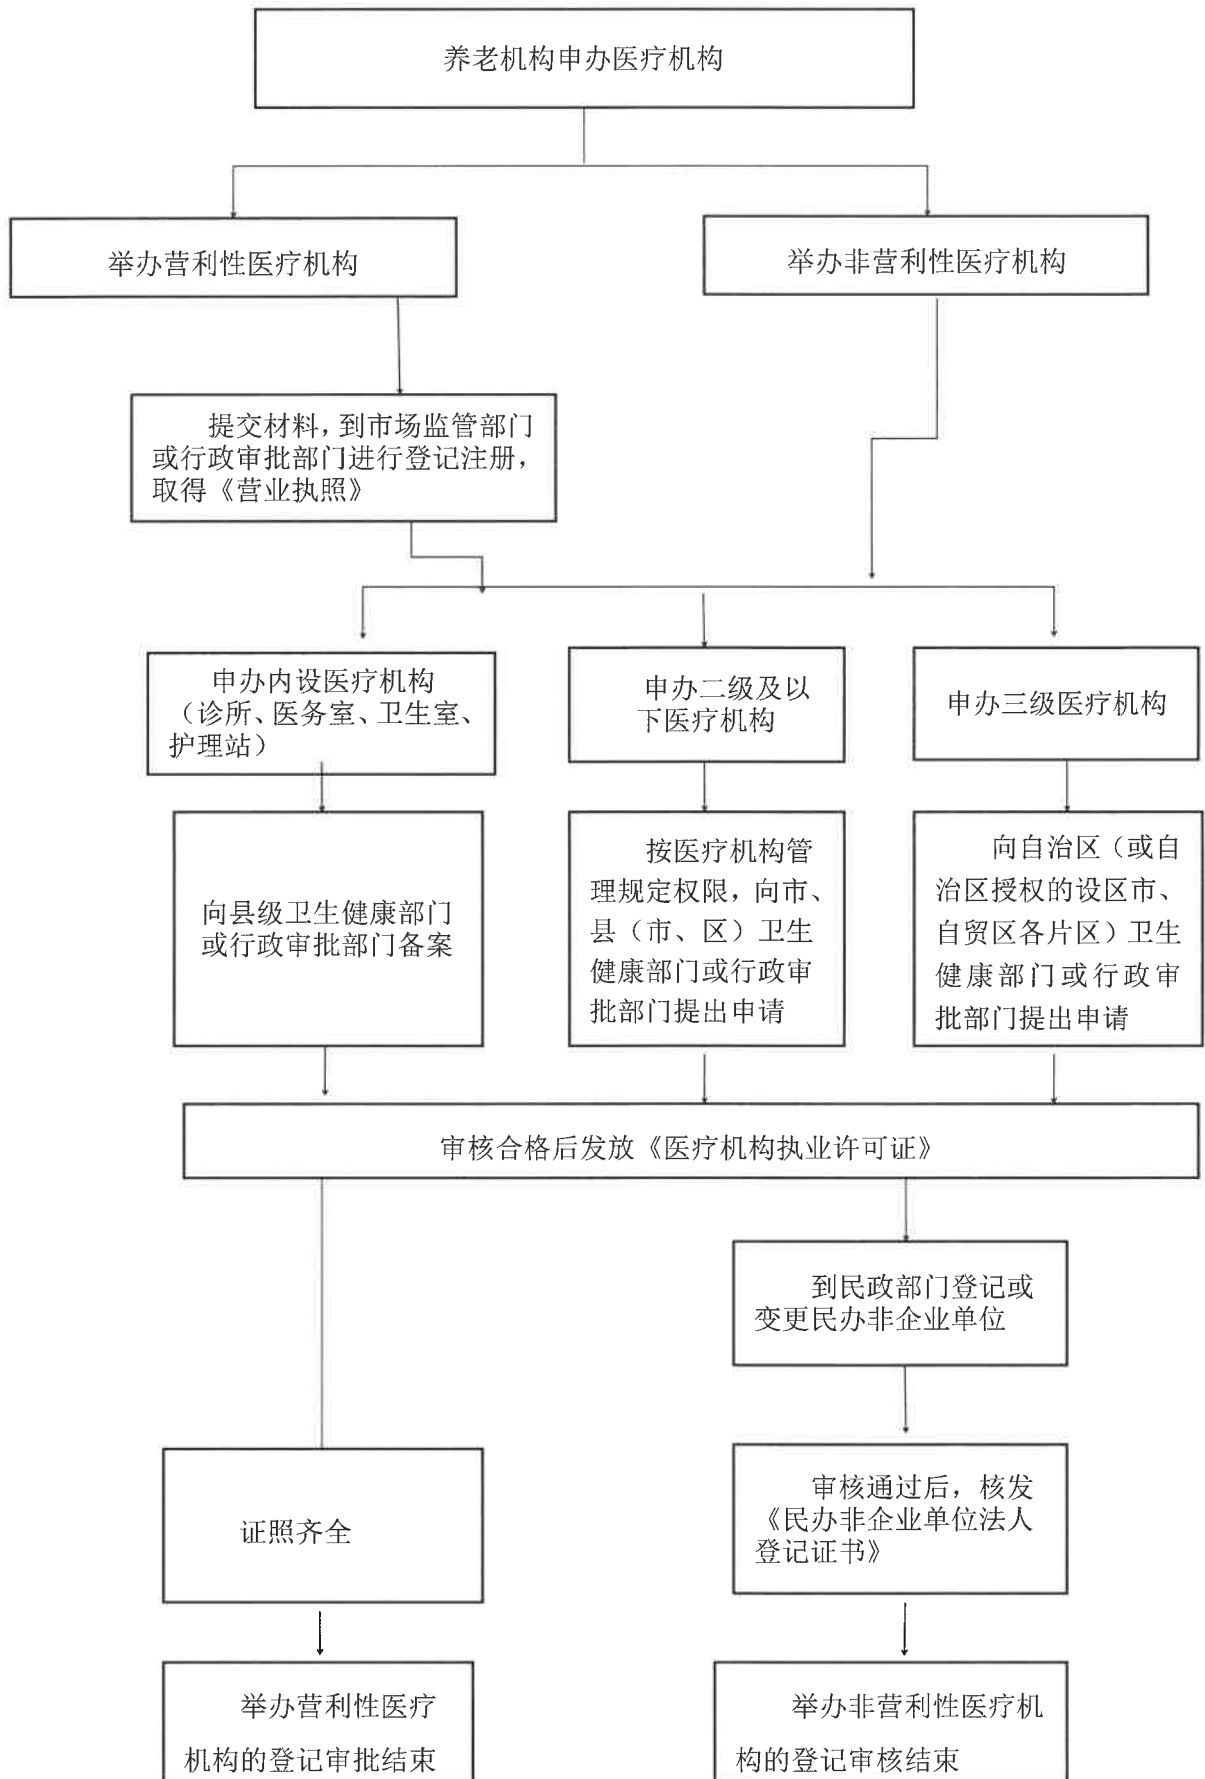 养老机构申办医疗机构
举办营利性医疗机构
举办非营利性医疗机构
提交材料，到市场监管部门
或行政审批部门进行登记注册，
取得《营业执照》
申办内设医疗机构
（诊所、医务室、卫生室、
护理站）
申办二级及以
下医疗机构
申办三级医疗机构
向县级卫生健康部门
或行政审批部门备案
按医疗机构管
理规定权限，向市、
县（市、区）卫生
健康部门或行政审
批部门提出申请
向自治区（或自
治区授权的设区市、
自贸区各片区）卫生
健康部门或行政审
批部门提出申请
审核合格后发放《医疗机构执业许可证》
到民政部门登记或
变更民办非企业单位
证照齐全
审核通过后，核发
《民办非企业单位法人
登记证书》
举办营利性医疗
机构的登记审批结束
举办非营利性医疗机
构的登记审核结束